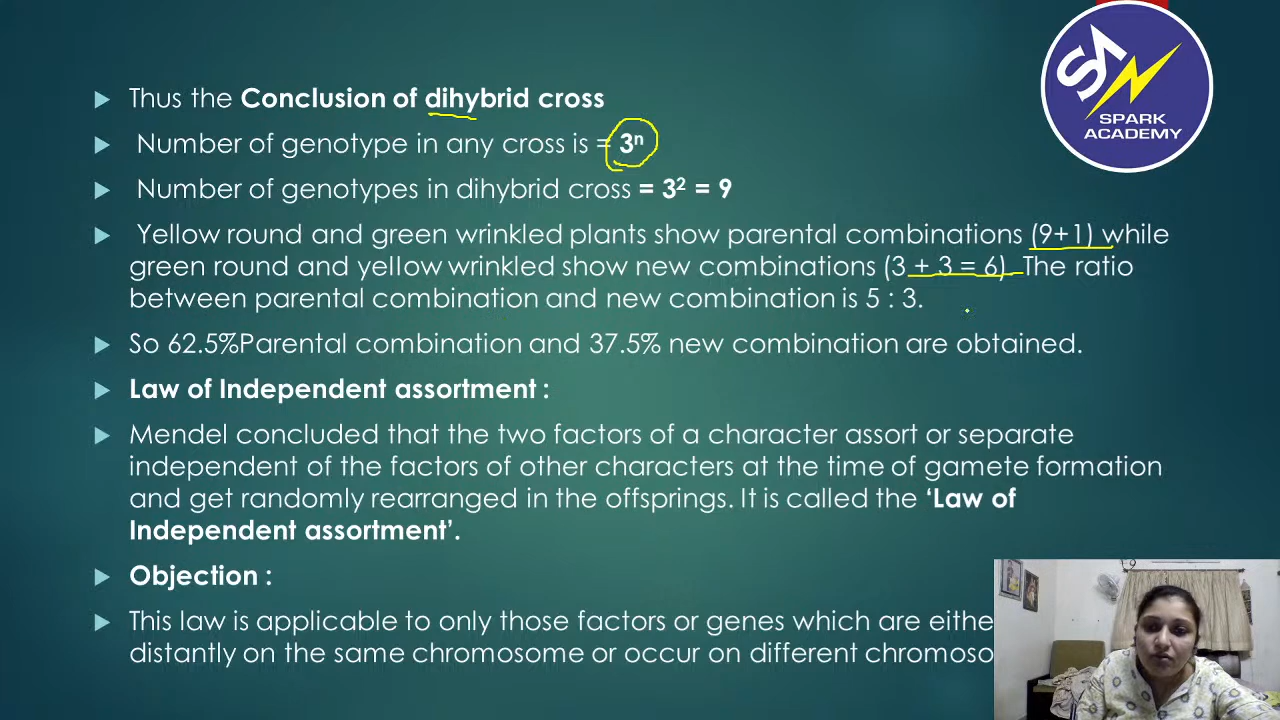 SPARK
ACADEMY
Thus the Conclusion of dihybrid cross
Number of genotype in any cross is = 3ⁿ
Number of genotypes in dihybrid cross = 3² = 9
Yellow round and green wrinkled plants show parental combinations (9+1) while
green round and yellow wrinkled show new combinations (3 + 3 = 6). The ratio
between parental combination and new combination is 5 : 3.
So 62.5%Parental combination and 37.5% new combination are obtained.
Law of Independent assortment :
Mendel concluded that the two factors of a character assort or separate
independent of the factors of other characters at the time of gamete formation
and get randomly rearranged in the offsprings. It is called the ‘Law of
Independent assortment’.
Objection :
This law is applicable to only those factors or genes which are eithe
distantly on the same chromosome or occur on different chromoso